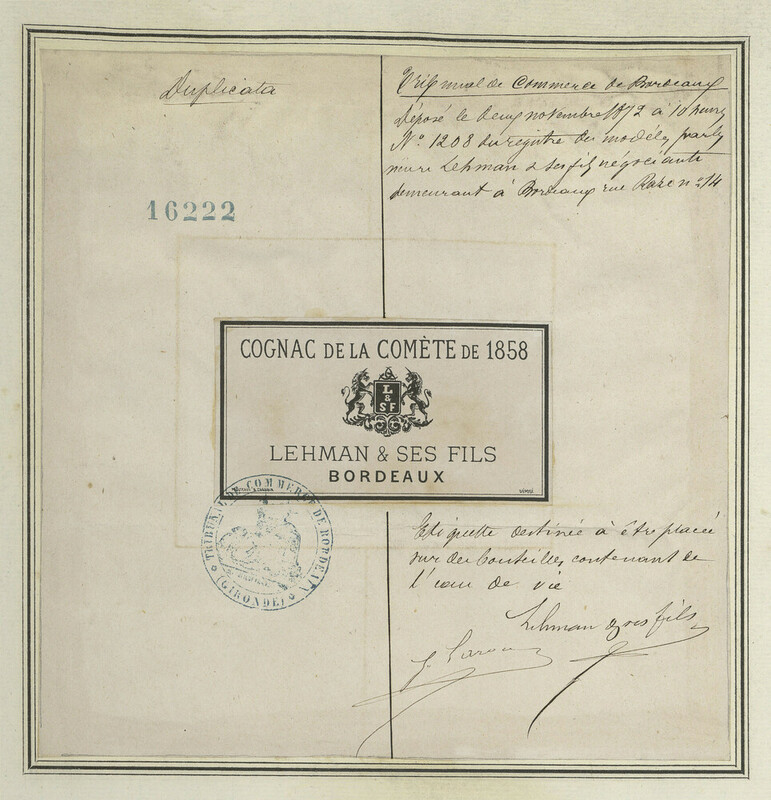 Duplicata
16222
Tribunal de Commerce de Bordeaux
Déposé le deux novembre 1872 à 10 heures
N° 1208 du registre des modèles par les
Lehman & ses fils négociants
demeurant à Bordeaux rue Raze n° 14
COGNAC DE LA COMÈTE DE 1858
L
&
SF
LEHMAN & SES FILS
BORDEAUX
TRIBUNAL DE COMMERCE DE BORDEAUX
(GIRONDE)
Etiquette destinée à être placée
sur des bouteilles contenant de
l'eau de vie
Lehman & ses fils